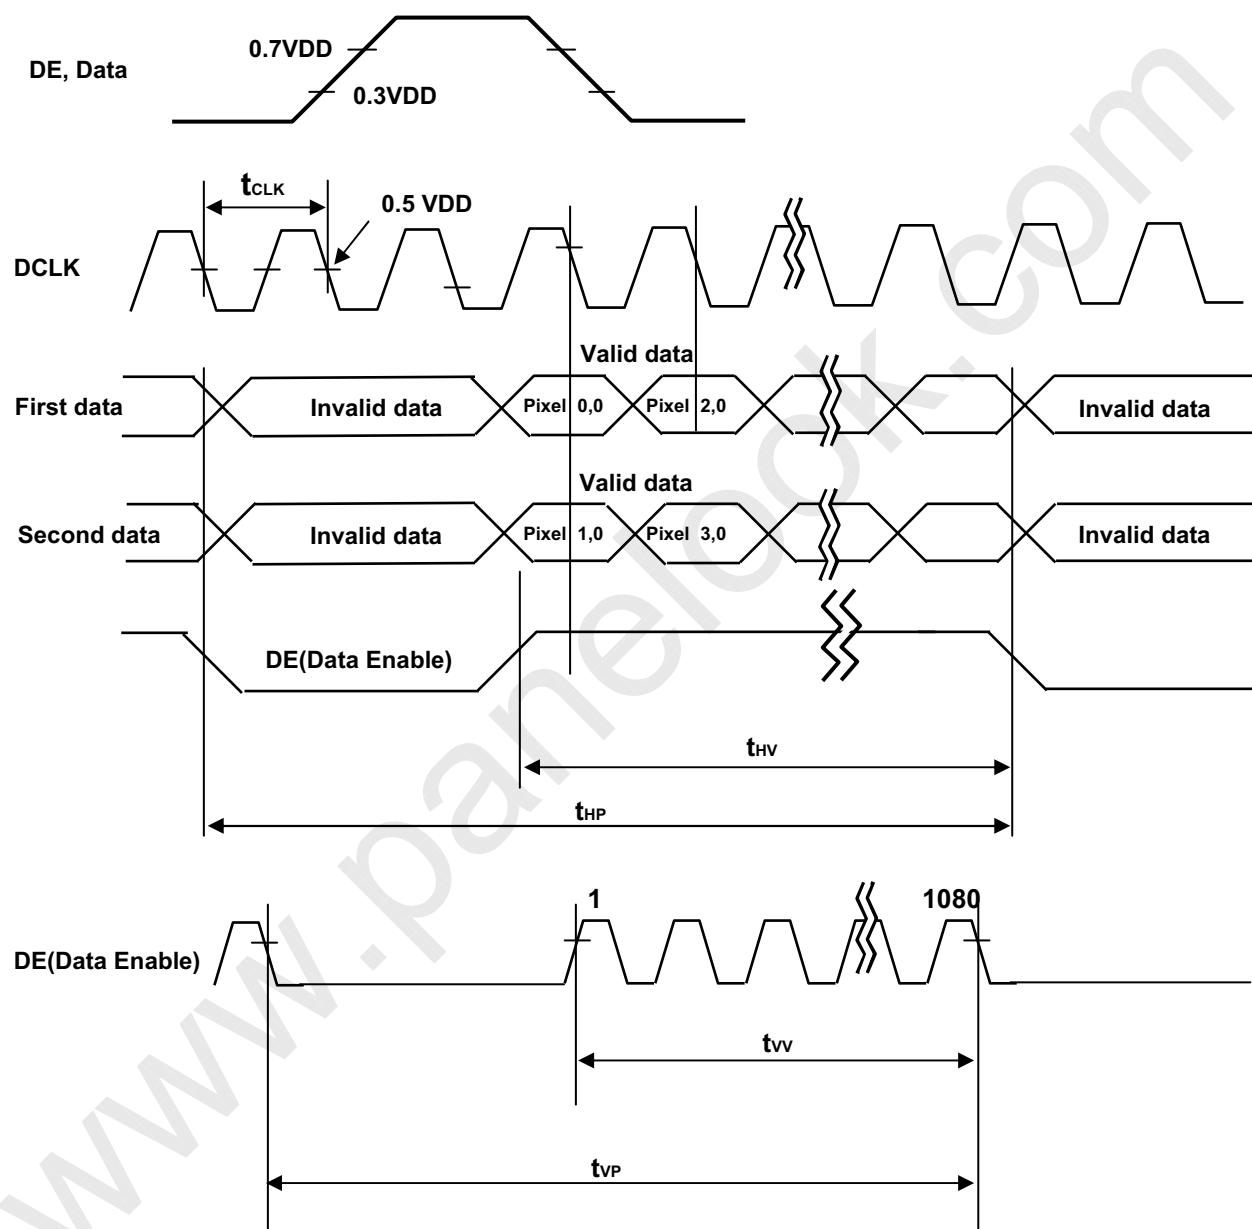 0.7VDD
DE, Data
0.3VDD
tCLK
0.5 VDD
DCLK
Valid data
First data
Invalid data
Pixel 0,0
Pixel 2,0
Invalid data
Valid data
Second data
Invalid data
Pixel 1,0
Pixel 3,0
Invalid data
DE(Data Enable)
tHV
tHP
1
1080
DE(Data Enable)
tVV
tVP
www.panelook.com